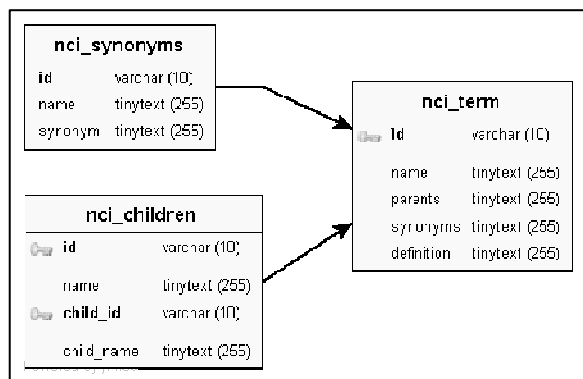 nci_synonyms
id varchar (10)
name tinytext (255)
synonym tinytext (255)
nci_term
id varchar (10)
name tinytext (255)
parents tinytext (255)
synonyms tinytext (255)
definition tinytext (255)
nci_children
id varchar (10)
name tinytext (255)
child_id varchar (10)
child_name tinytext (255)